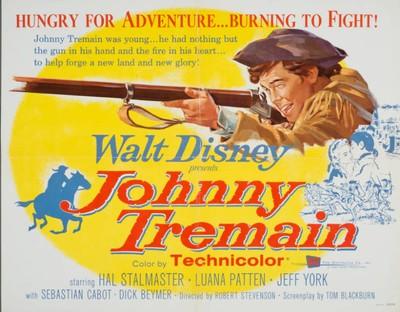 HUNGRY FOR ADVENTURE...BURNING TO FIGHT!
Johnny Tremain was young...he had nothing but
the gun in his hand and the fire in his heart...
to help forge a new land and new glory!
WALT DISNEY
presents
Johnny
Tremain
Color by Technicolor
starring HAL STALMASTER · LUANA PATTEN · JEFF YORK
with SEBASTIAN CABOT · DICK BEYMER · Directed by ROBERT STEVENSON · Screenplay by TOM BLACKBURN